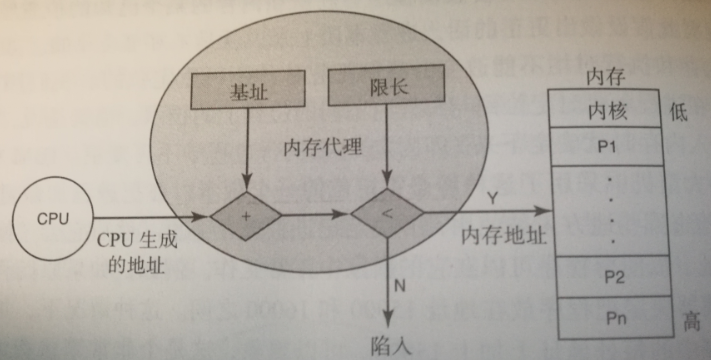 基址
限长
内存代理
CPU
+
<
CPU 生成
的地址
Y
内存地址
N
陷入
内存
内核
低
P1
P2
Pn
高